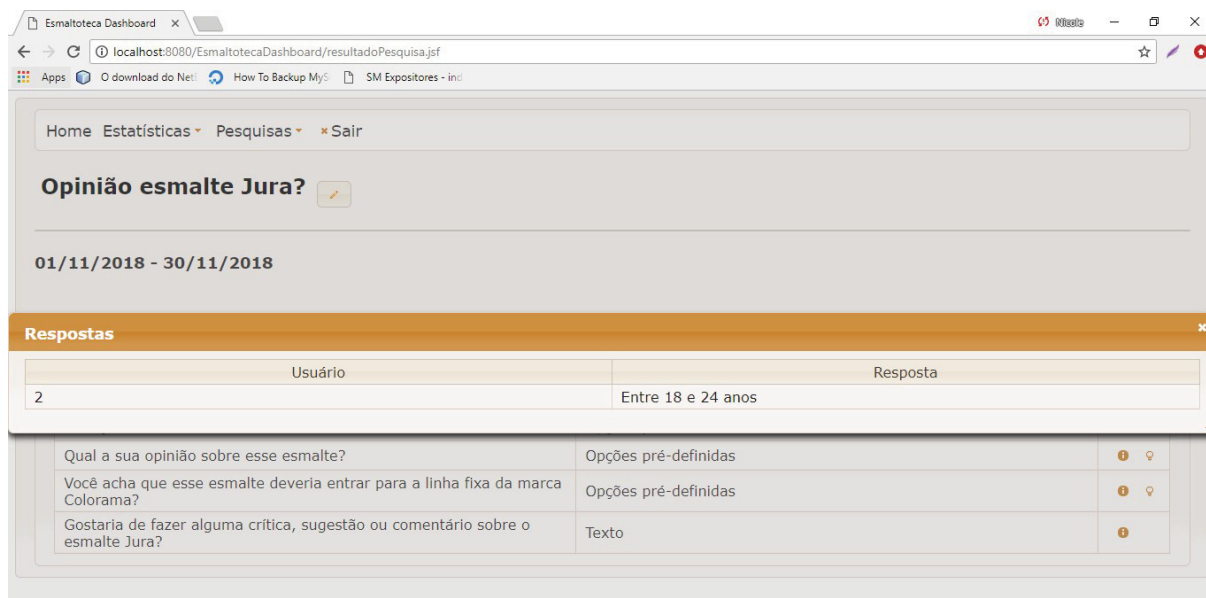 Esmaltoteca Dashboard
Nicole
localhost:8080/EsmaltotecaDashboard/resultadoPesquisa.jsf
Apps O download do Net How To Backup MyS SM Expositores - ind
Home Estatísticas Pesquisas Sair
Opinião esmalte Jura?
01/11/2018 - 30/11/2018
Respostas
Usuário Resposta
2 Entre 18 e 24 anos
Qual a sua opinião sobre esse esmalte? Opções pré-definidas
Você acha que esse esmalte deveria entrar para a linha fixa da marca
Colorama? Opções pré-definidas
Gostaria de fazer alguma crítica, sugestão ou comentário sobre o
esmalte Jura? Texto